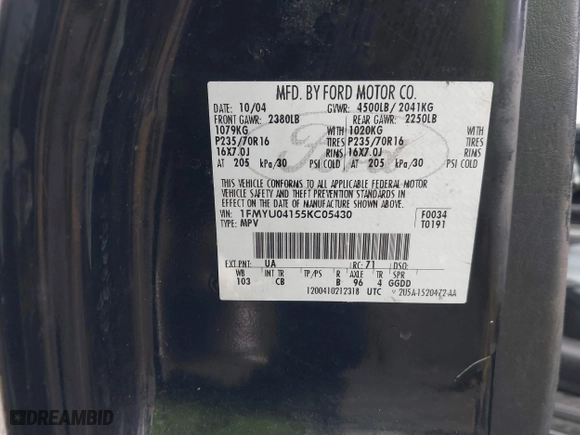 MFD. BY FORD MOTOR CO.
DATE: 10/04 GVWR: 4500LB/ 2041KG
FRONT GAWR: 2380LB REAR GAWR: 2250LB
1079KG WITH 1020KG WITH
P235/70R16 TIRES P235/70R16 TIRES
16X7.0J RIMS 16X7.0J RIMS
AT 205 kPa/30 PSI COLD AT 205 kPa/30 PSI COLD
THIS VEHICLE CONFORMS TO ALL APPLICABLE FEDERAL MOTOR
VEHICLE SAFETY AND THEFT PREVENTION STANDARDS IN
EFFECT ON THE DATE OF MANUFACTURE SHOWN ABOVE.
VIN: 1FMYU04155KC05430 F0034
TYPE: MPV T0191
EXT PNT: UA RC: 71 DSO:
WB INT TR TP/PS R AXLE TR SPR
103 CB B 96 4 GGDD
1200410212318 UTC 2U5A-1520472-AA
Ford
DREAMBID